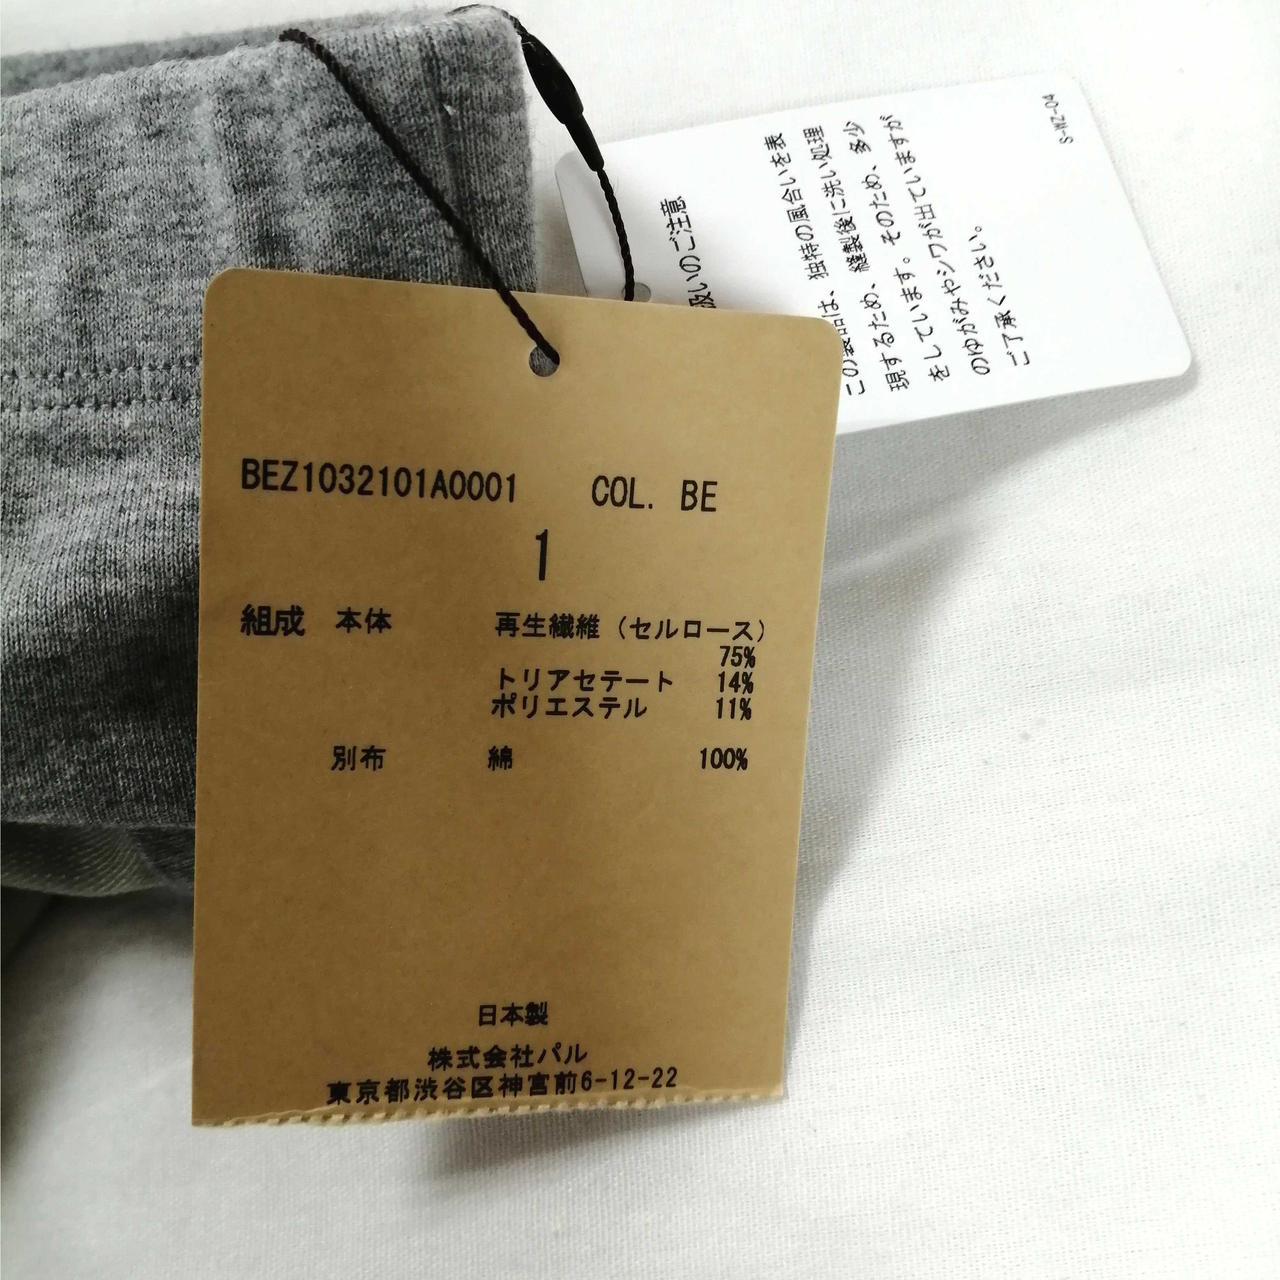 BEZ1032101A0001 COL. BE
1
組成 本体 再生繊維(セルロース)
75%
トリアセテート 14%
ポリエステル 11%
別布 綿 100%
日本製
株式会社パル
東京都渋谷区神宮前6-12-22
扱いのご注意
この製品は、独特の風合いを表
現するため、縫製後に洗い処理
をしています。そのため、多少
のゆがみやシワが出ていますが
ご了承ください。
S-WZ-04